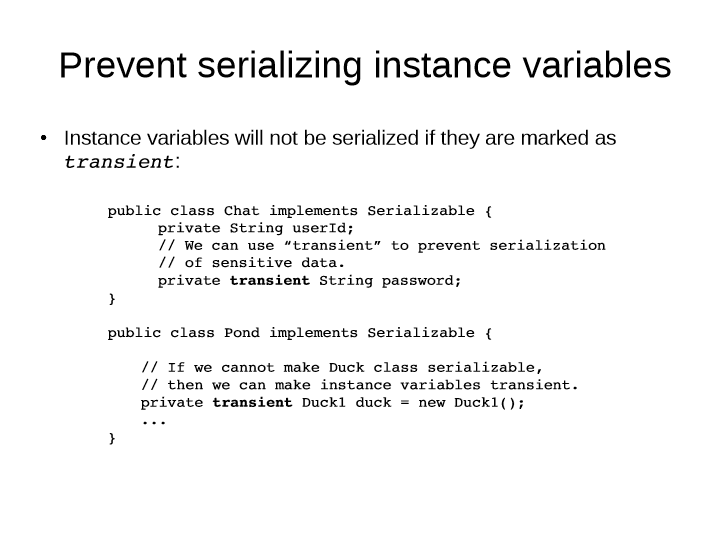 Prevent serializing instance variables
• Instance variables will not be serialized if they are marked as
transient:
public class Chat implements Serializable {
private String userId;
// We can use “transient” to prevent serialization
// of sensitive data.
private transient String password;
}
public class Pond implements Serializable {
// If we cannot make Duck class serializable,
// then we can make instance variables transient.
private transient Duck1 duck = new Duck1();
...
}